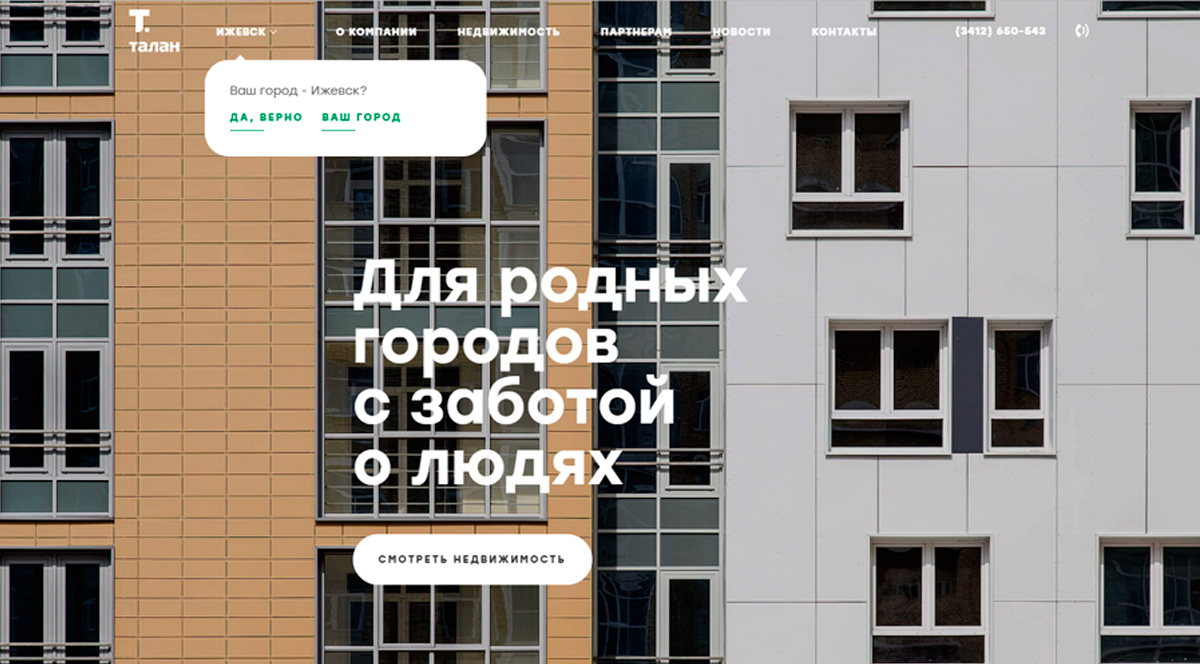 Т.
талан
ИЖЕВСК
О КОМПАНИИ
НЕДВИЖИМОСТЬ
ПАРТНЕРАМ
НОВОСТИ
КОНТАКТЫ
(3412) 650-543
Ваш город - Ижевск?
ДА, ВЕРНО
ВАШ ГОРОД
Для родных
городов
с заботой
о людях
СМОТРЕТЬ НЕДВИЖИМОСТЬ